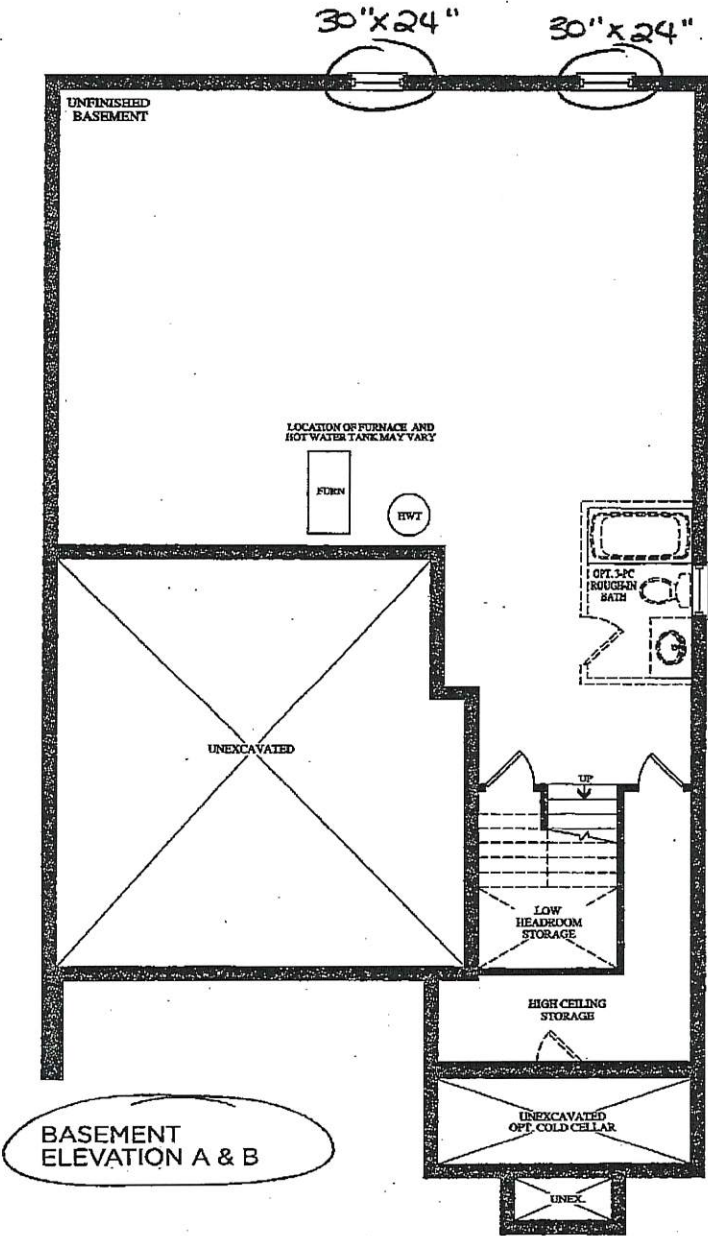 30"x24"
30"x24"
UNFINISHED
BASEMENT
LOCATION OF FURNACE AND
HOT WATER TANK MAY VARY
FURN
HWT
OPT. 3-PC
ROUGH-IN
BATH
UNEXCAVATED
UP
LOW
HEADROOM
STORAGE
HIGH CEILING
STORAGE
UNEXCAVATED
OPT. COLD CELLAR
BASEMENT
ELEVATION A & B
UNEX.